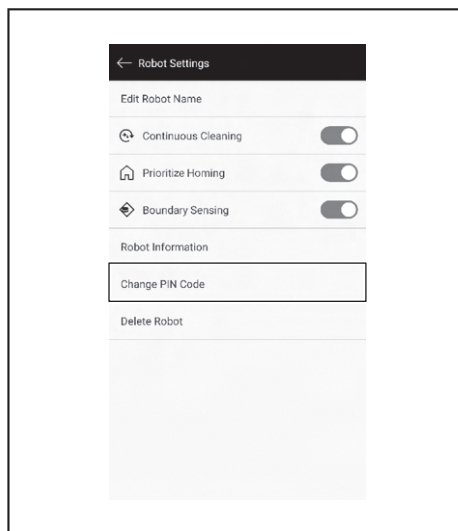 Robot Settings
Edit Robot Name
Continuous Cleaning
Prioritize Homing
Boundary Sensing
Robot Information
Change PIN Code
Delete Robot